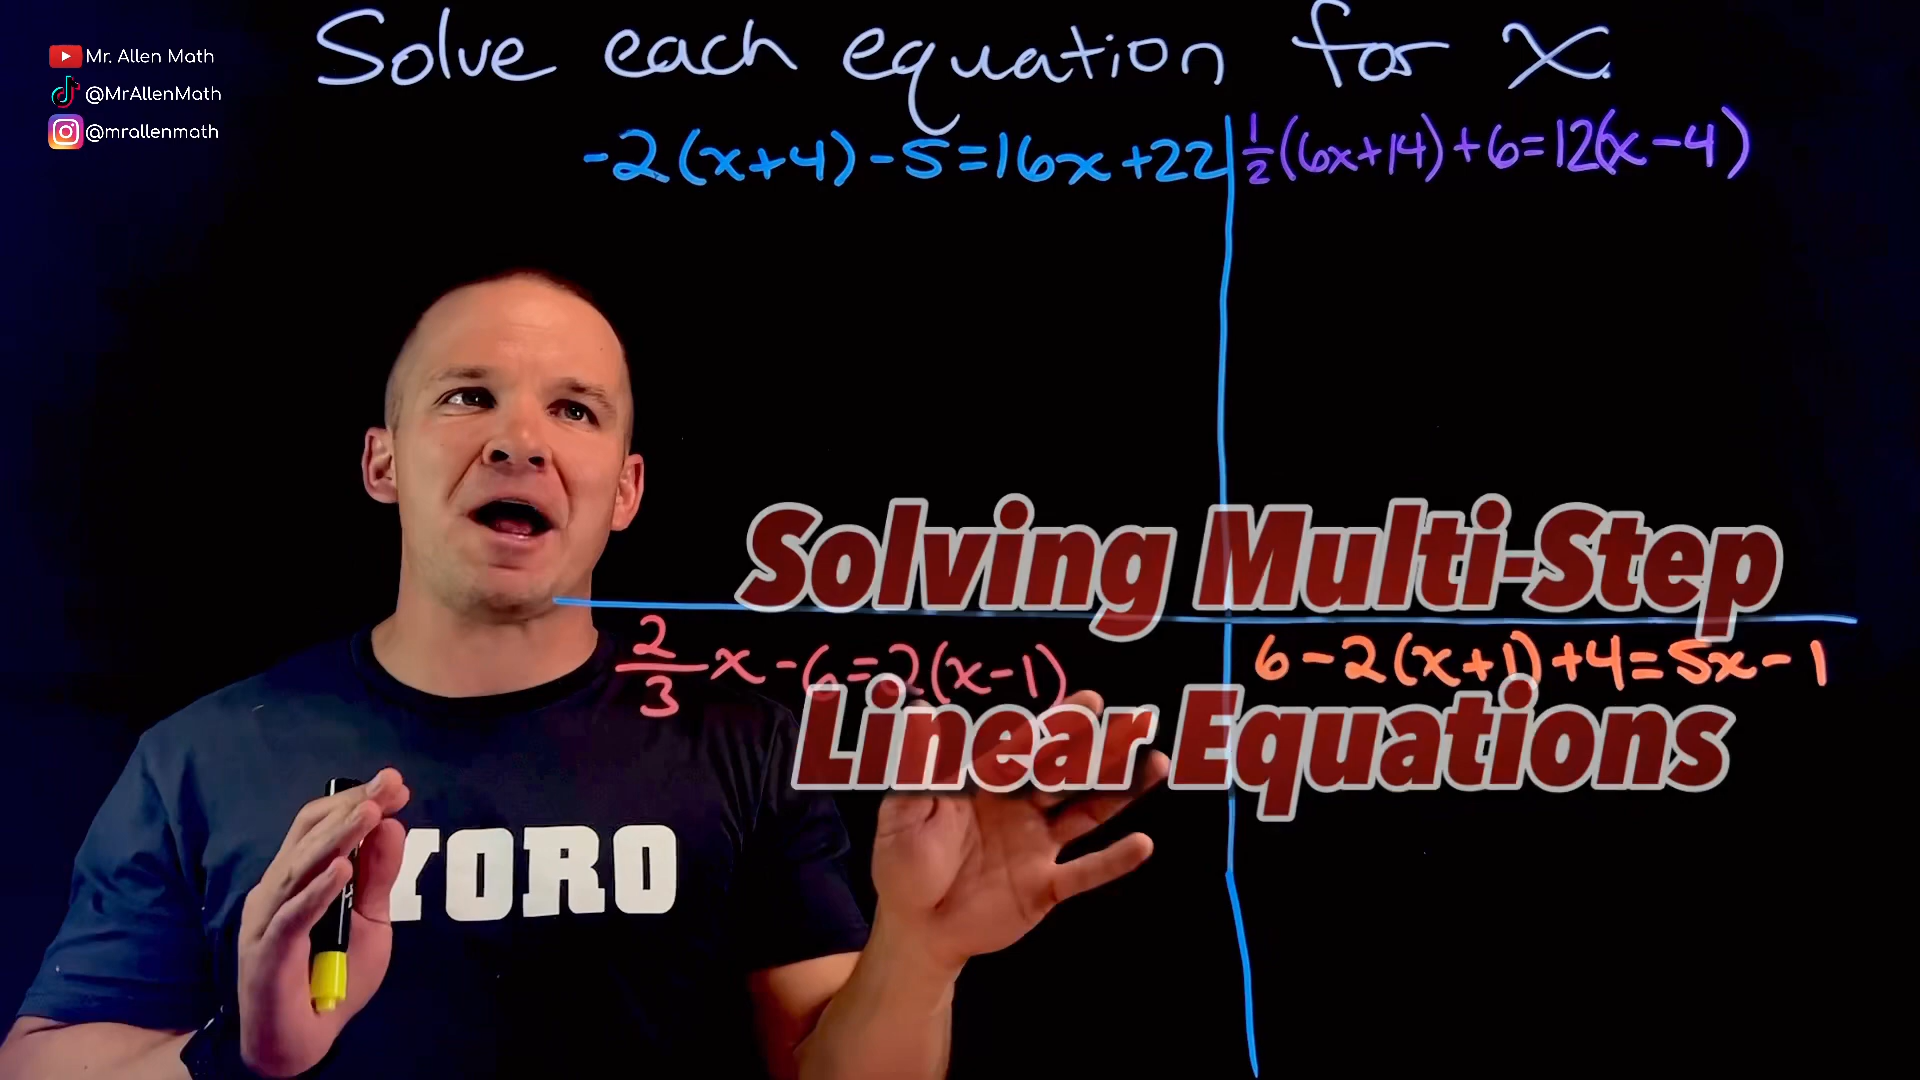 Mr. Allen Math
@MrAllenMath
@mrallenmath
Solve each equation for x.
-2(x+4)-5=16x+22
1/2(6x+14)+6=12(x-4)
Solving Multi-Step
Linear Equations
2/3x-6=2(x-1)
6-2(x+1)+4=5x-1
YORO